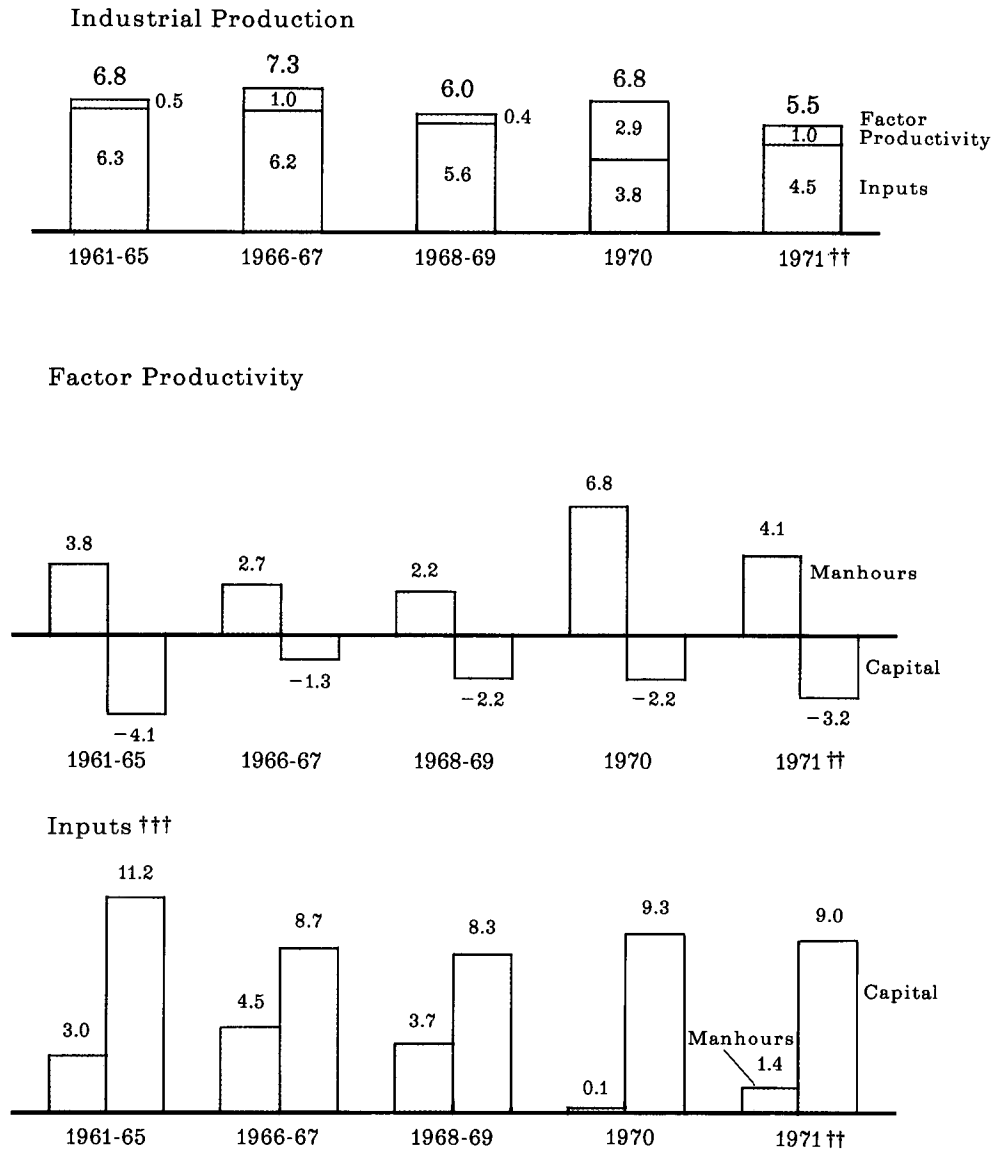 Industrial Production
6.8 7.3 6.0 6.8 5.5
0.5 1.0 0.4 2.9 1.0 Factor Productivity
6.3 6.2 5.6 3.8 4.5 Inputs
1961-65 1966-67 1968-69 1970 1971††
Factor Productivity
3.8 2.7 2.2 6.8 4.1
Manhours
Capital
−4.1 −1.3 −2.2 −2.2 −3.2
1961-65 1966-67 1968-69 1970 1971††
Inputs †††
11.2 8.7 8.3 9.3 9.0
Capital
3.0 4.5 3.7 0.1 Manhours 1.4
1961-65 1966-67 1968-69 1970 1971††